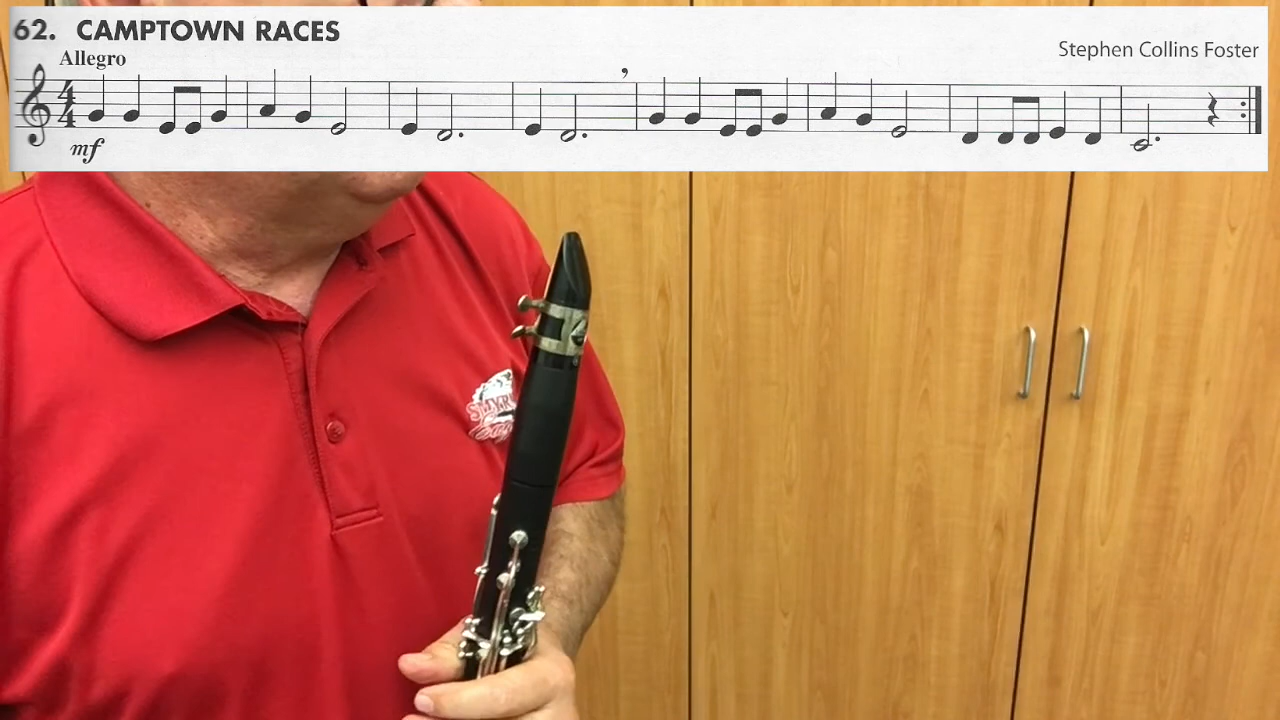 62. CAMPTOWN RACES
Allegro
Stephen Collins Foster
4
4
mf